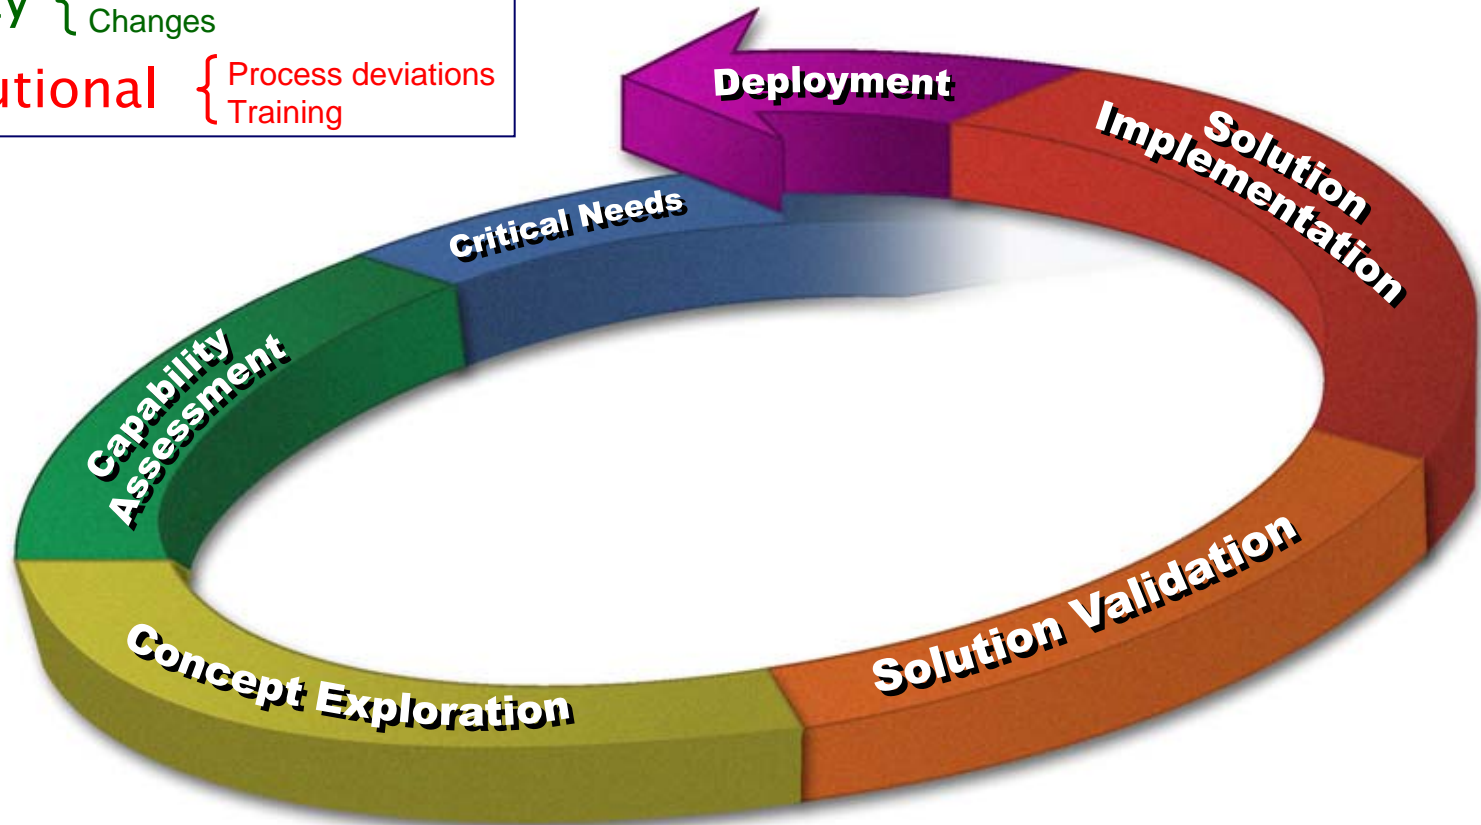 Changes
Process deviations
Training
Deployment
Solution
Implementation
Critical Needs
Capability
Assessment
Solution Validation
Concept Exploration